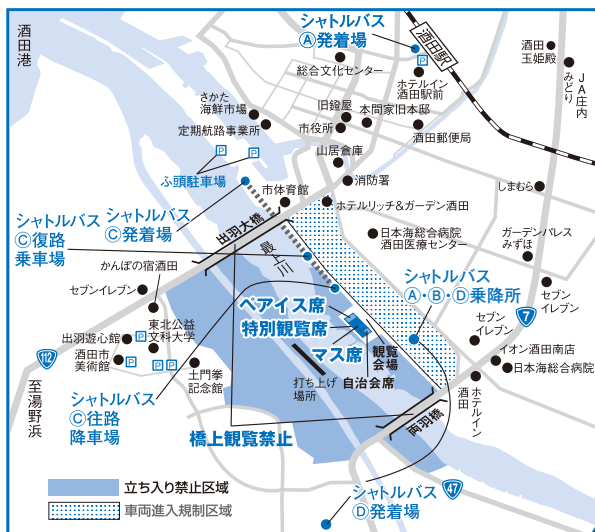 酒田港
シャトルバス
Ⓐ発着場
酒田駅
P
総合文化センター
ホテルイン
酒田駅前
酒田
玉姫殿
JA庄内
みどり
さかた
海鮮市場
定期航路事業所
旧鐙屋
市役所
本間家旧本邸
酒田郵便局
山居倉庫
P
P
ふ頭駐車場
消防署
市体育館
しまむら
ホテルリッチ&ガーデン酒田
シャトルバス
Ⓒ復路
乗車場
シャトルバス
Ⓒ発着場
出羽大橋
最上川
日本海総合病院
酒田医療センター
ガーデンパレス
みずほ
かんぽの宿酒田
セブンイレブン
シャトルバス
Ⓐ・Ⓑ・Ⓓ乗降所
セブン
イレブン
7
ペアイス席
特別観覧席
マス席
観覧
会場
自治会席
セブン
イレブン
東北公益
文科大学
出羽遊心館
P
酒田市
美術館
P
P
112
至湯野浜
土門拳
記念館
打ち上げ
場所
イオン酒田南店
日本海総合病院
ホテルイン
酒田
シャトルバス
Ⓒ往路
降車場
橋上観覧禁止
両羽橋
立ち入り禁止区域
車両進入規制区域
シャトルバス
Ⓓ発着場
47